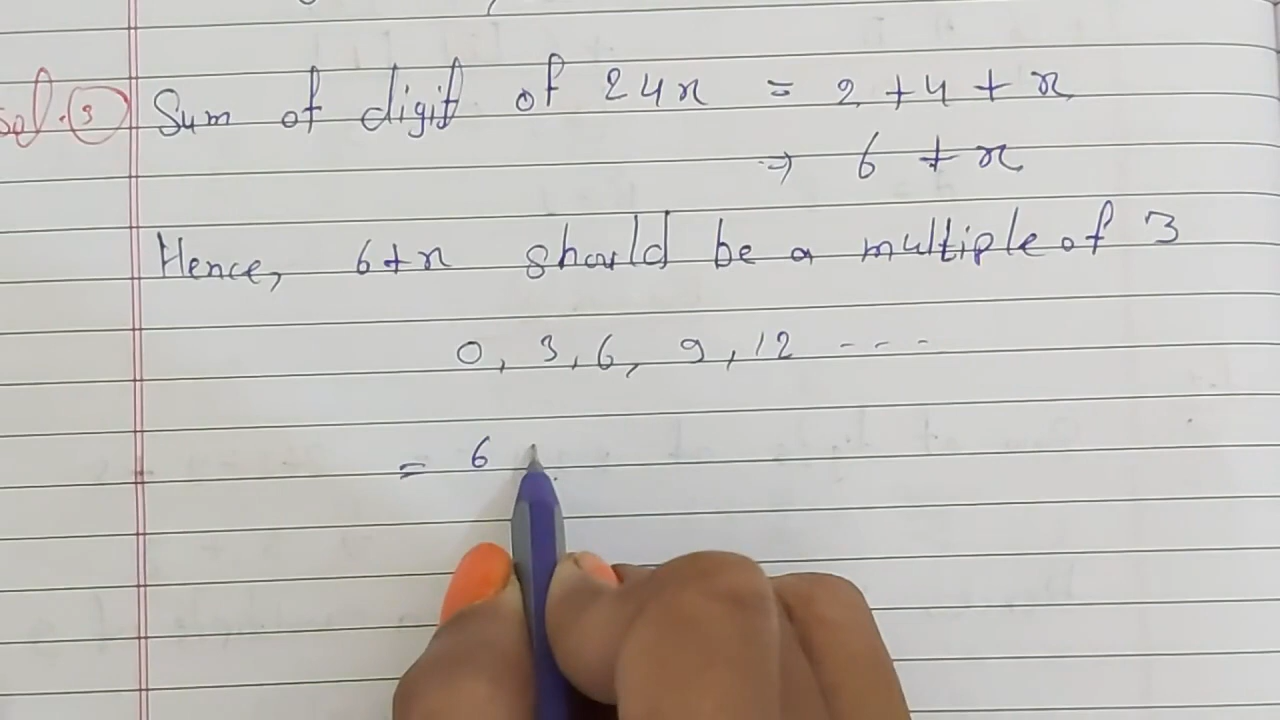 Sol. 3 Sum of digit of 24x = 2 + 4 + x
⇒ 6 + x
Hence, 6+x should be a multiple of 3
0, 3, 6, 9, 12 - - -
= 6